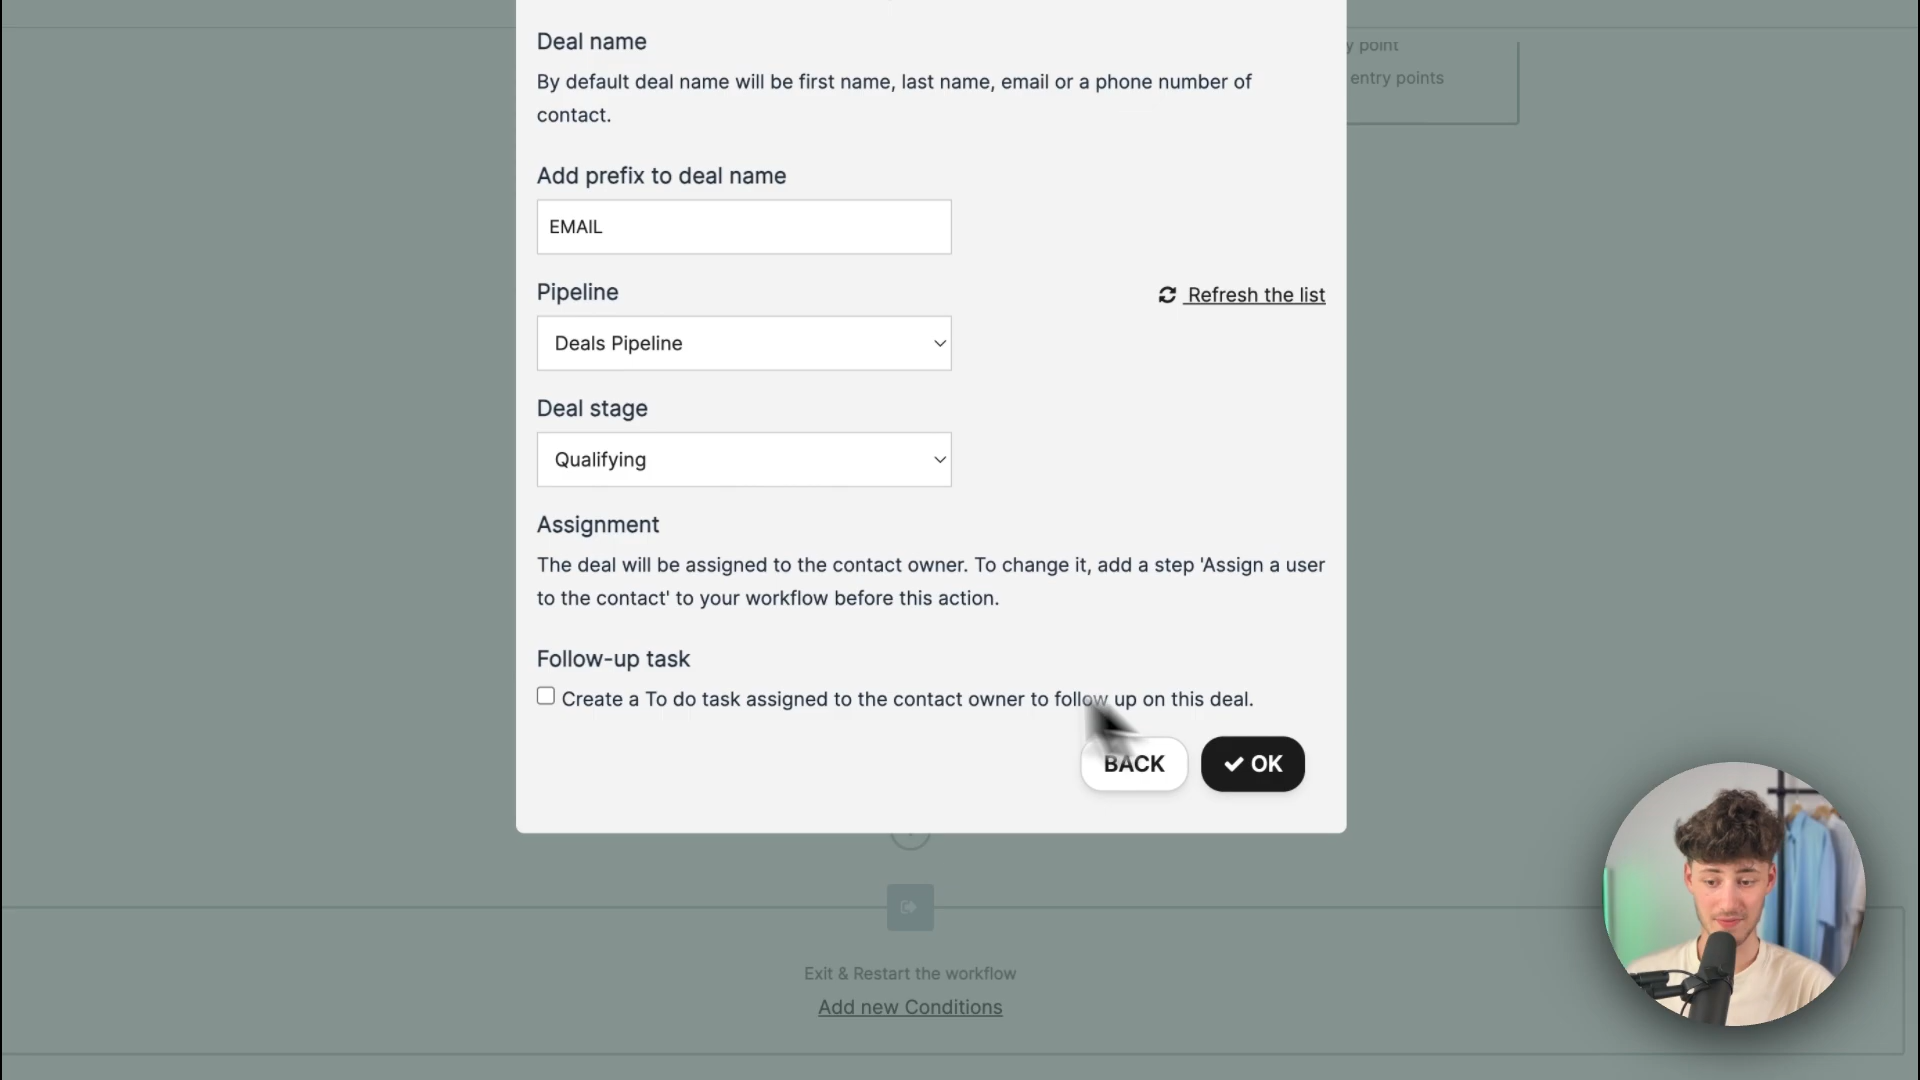 Deal name
By default deal name will be first name, last name, email or a phone number of
contact.
y point
entry points
Add prefix to deal name
EMAIL
Pipeline
Refresh the list
Deals Pipeline
Deal stage
Qualifying
Assignment
The deal will be assigned to the contact owner. To change it, add a step 'Assign a user
to the contact' to your workflow before this action.
Follow-up task
Create a To do task assigned to the contact owner to follow up on this deal.
BACK
OK
Exit & Restart the workflow
Add new Conditions